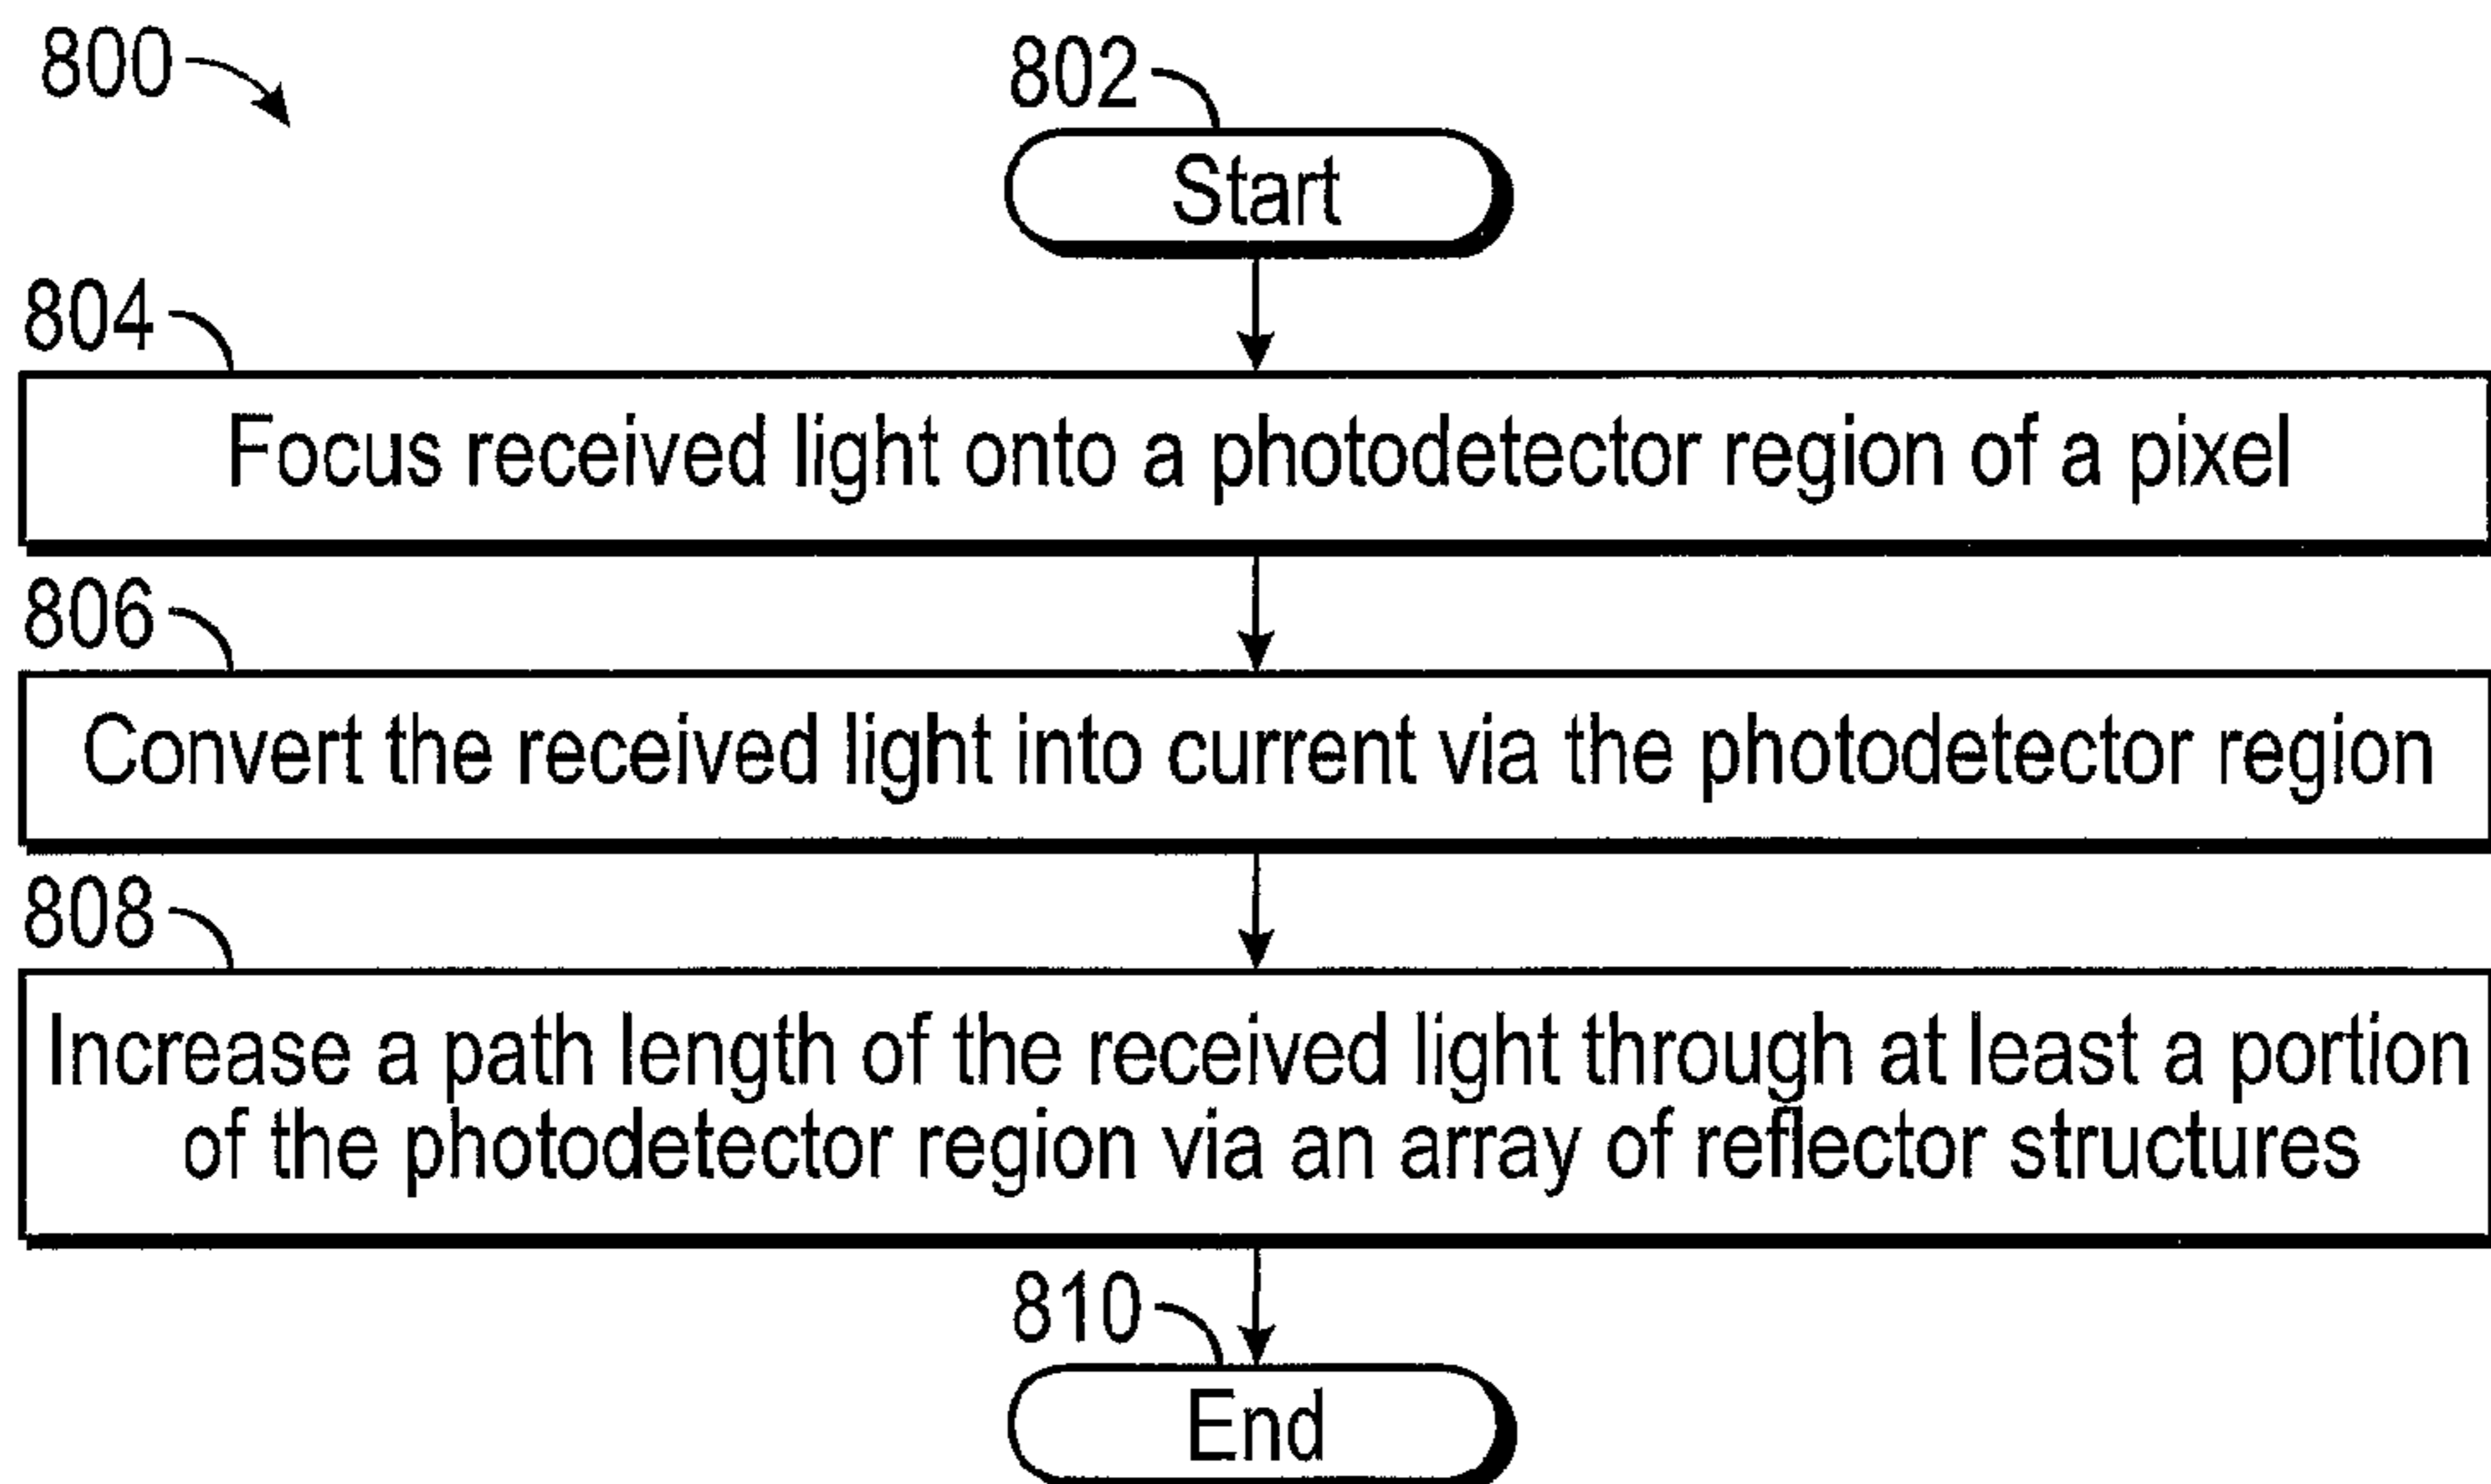 800
802
Start
804
Focus received light onto a photodetector region of a pixel
806
Convert the received light into current via the photodetector region
808
Increase a path length of the received light through at least a portion
of the photodetector region via an array of reflector structures
810
End